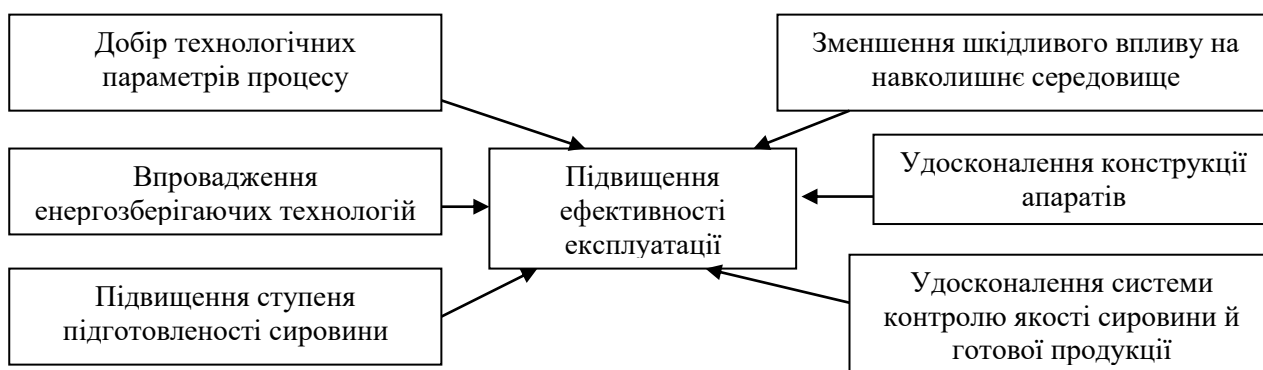 Добір технологічних
параметрів процесу
Зменшення шкідливого впливу на
навколишнє середовище
Впровадження
енергозберігаючих технологій
Підвищення
ефективності
експлуатації
Удосконалення конструкції
апаратів
Підвищення ступеня
підготовленості сировини
Удосконалення системи
контролю якості сировини й
готової продукції